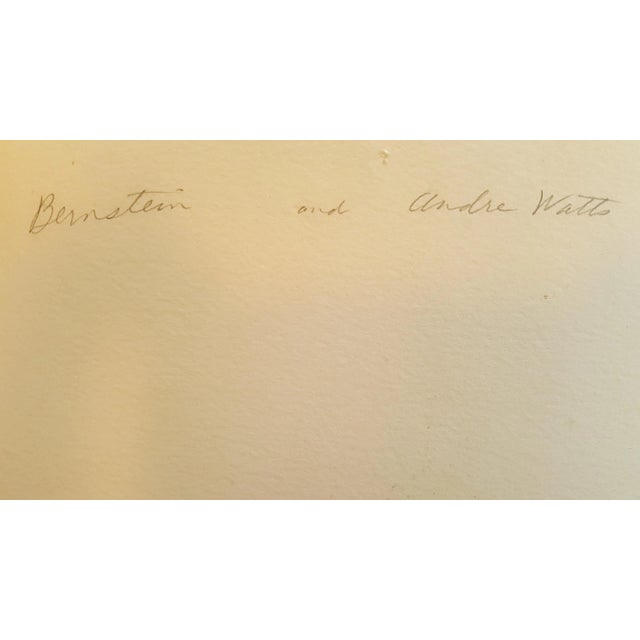 Bernstein and Andre Watts